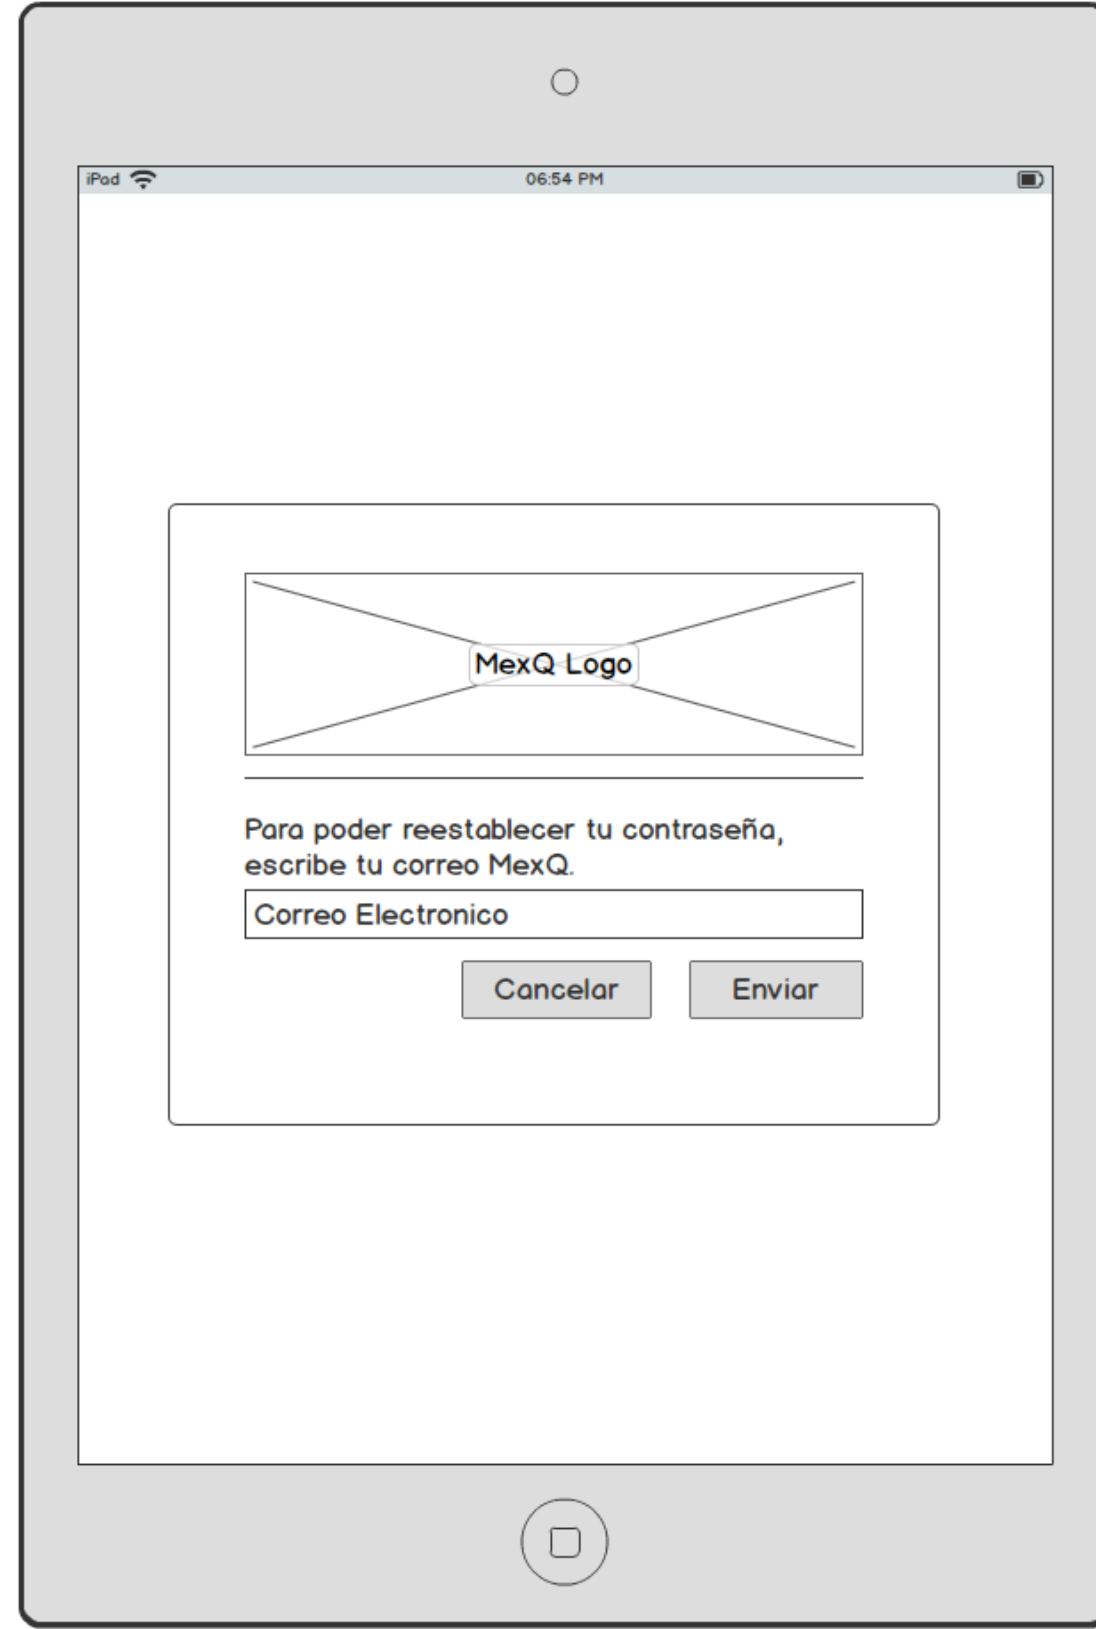 iPad
06:54 PM
MexQ Logo
Para poder reestablecer tu contraseña,
escribe tu correo MexQ.
Correo Electronico
Cancelar
Enviar